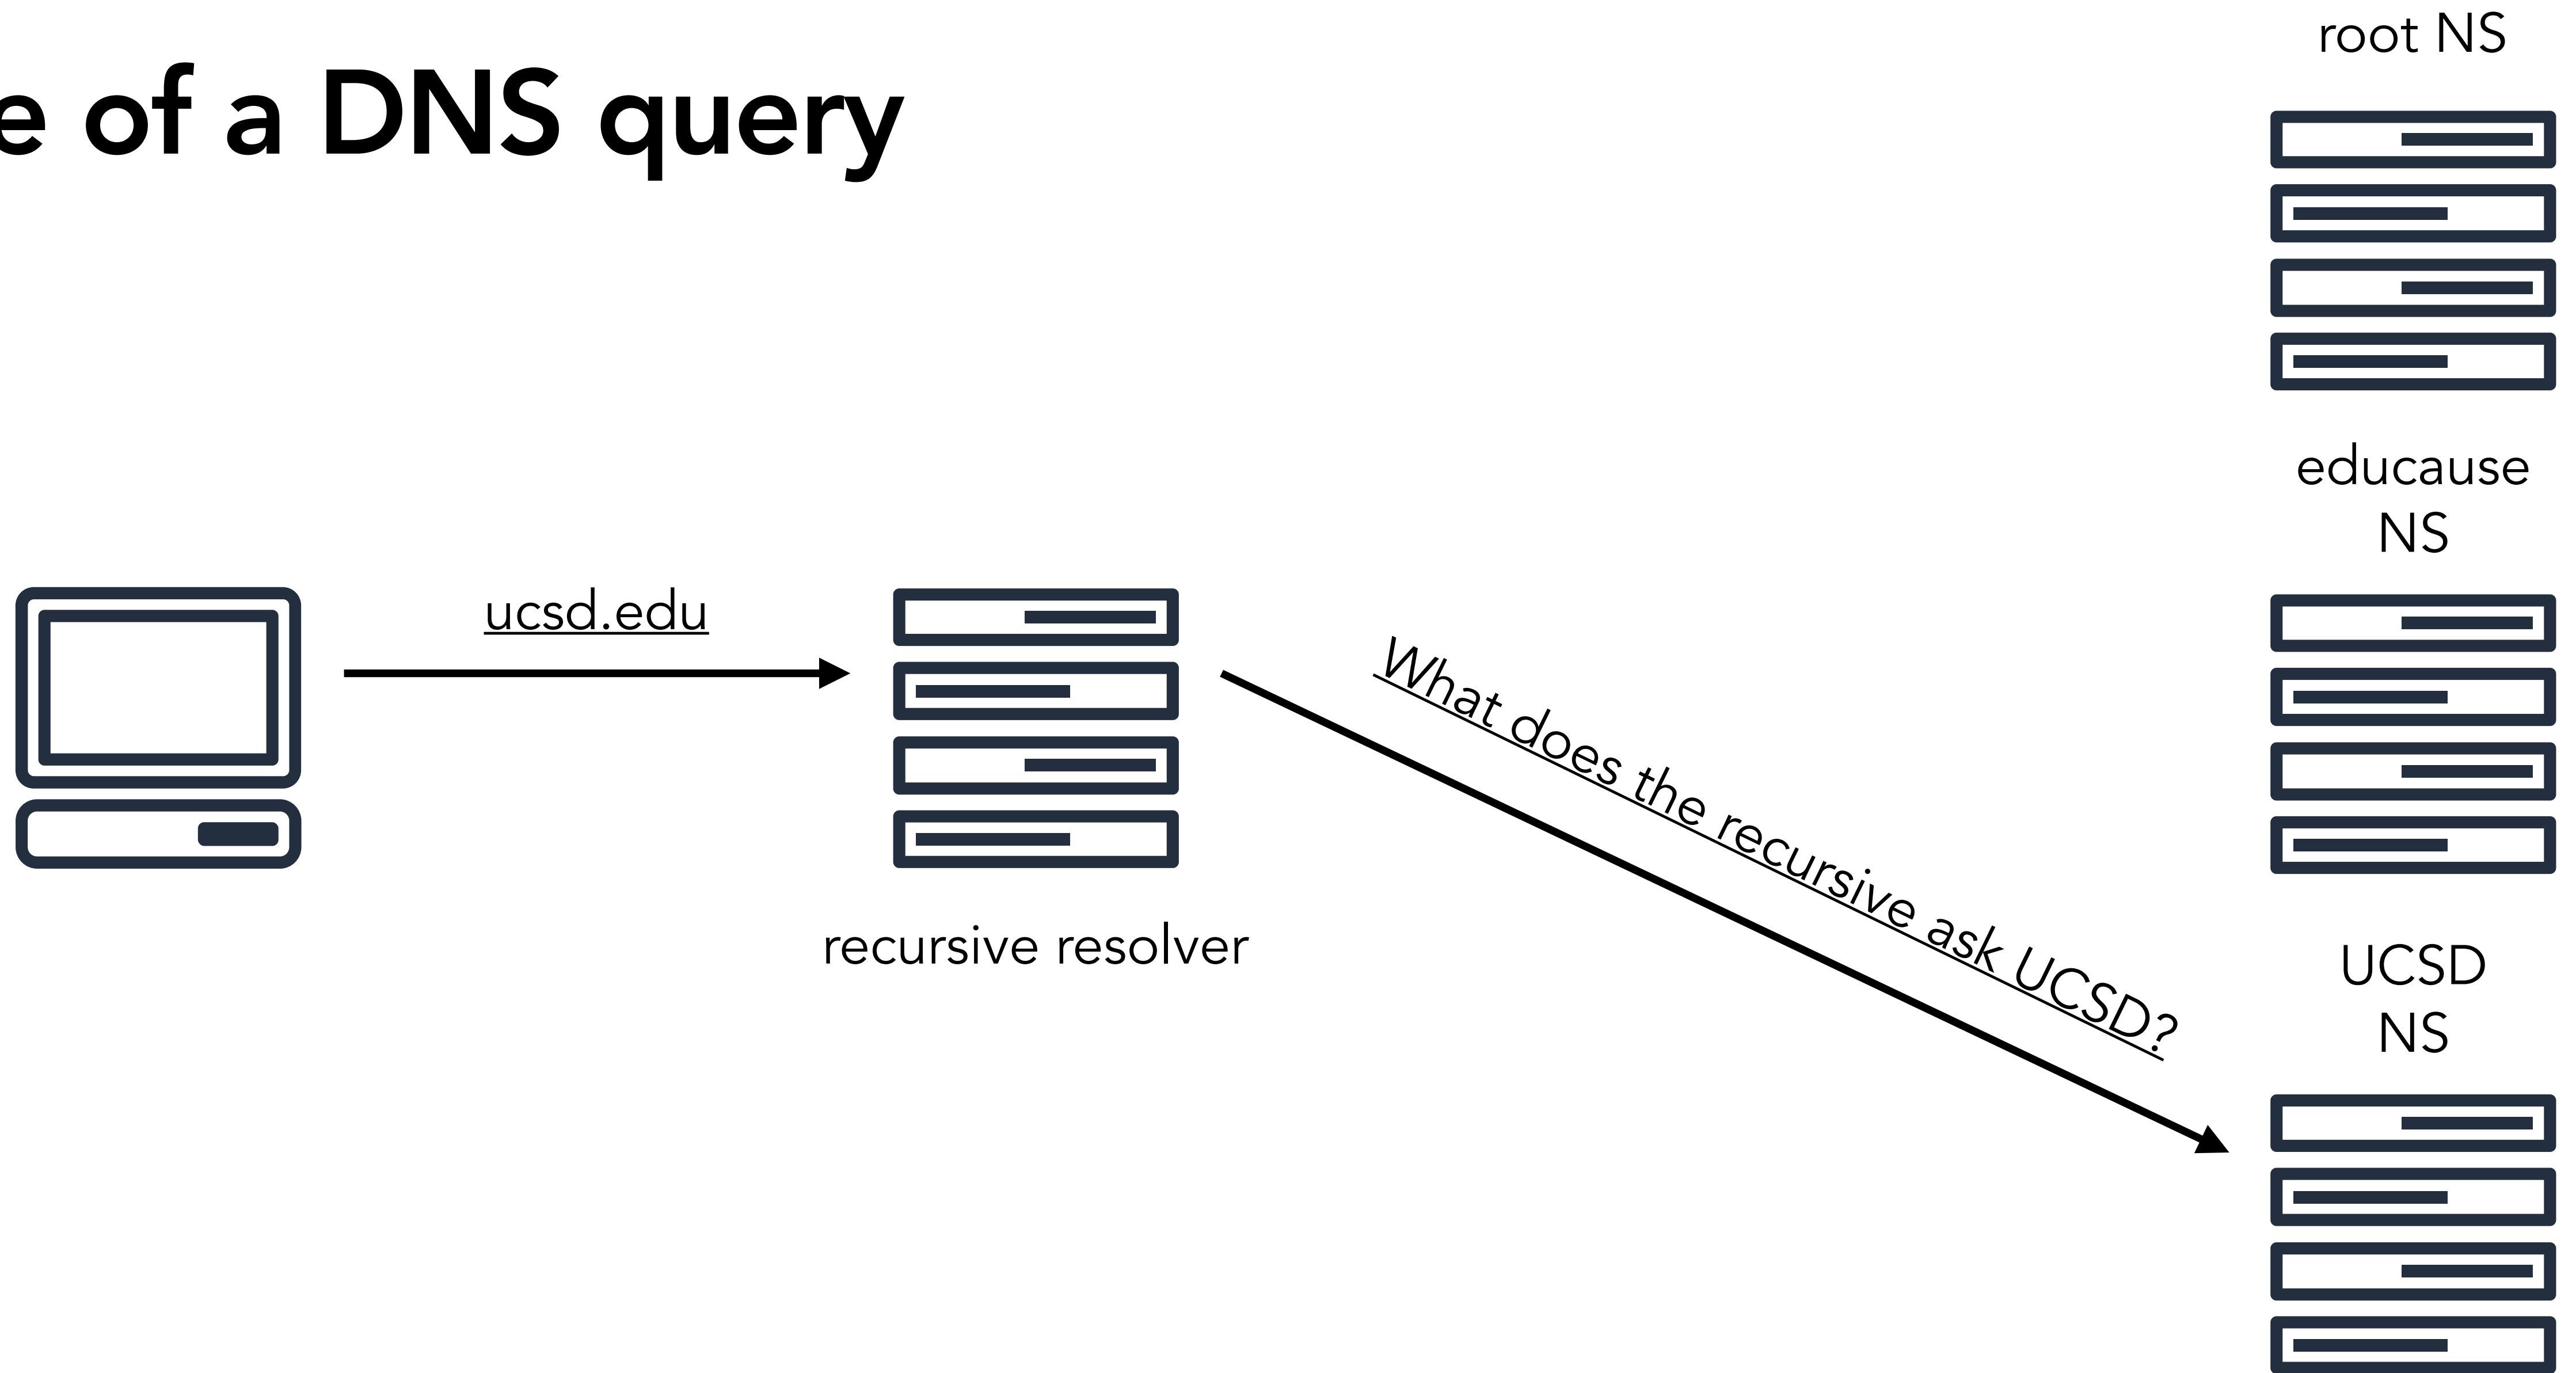 e of a DNS query
root NS
educause
NS
ucsd.edu
What does the recursive ask UCSD?
recursive resolver
UCSD
NS